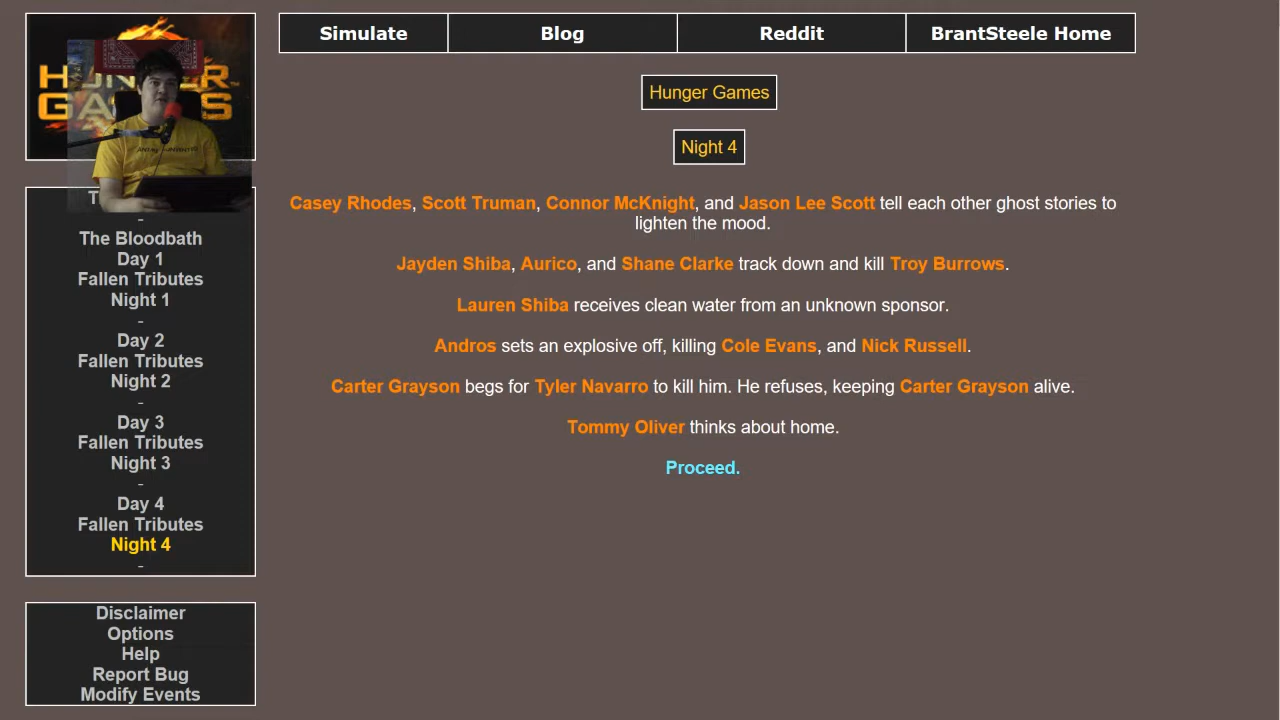 Simulate
Blog
Reddit
BrantSteele Home
Hunger Games
Night 4
Casey Rhodes, Scott Truman, Connor McKnight, and Jason Lee Scott tell each other ghost stories to
lighten the mood.
Jayden Shiba, Aurico, and Shane Clarke track down and kill Troy Burrows.
Lauren Shiba receives clean water from an unknown sponsor.
Andros sets an explosive off, killing Cole Evans, and Nick Russell.
Carter Grayson begs for Tyler Navarro to kill him. He refuses, keeping Carter Grayson alive.
Tommy Oliver thinks about home.
Proceed.
GAMES
-
The Bloodbath
Day 1
Fallen Tributes
Night 1
-
Day 2
Fallen Tributes
Night 2
-
Day 3
Fallen Tributes
Night 3
-
Day 4
Fallen Tributes
Night 4
-
Disclaimer
Options
Help
Report Bug
Modify Events